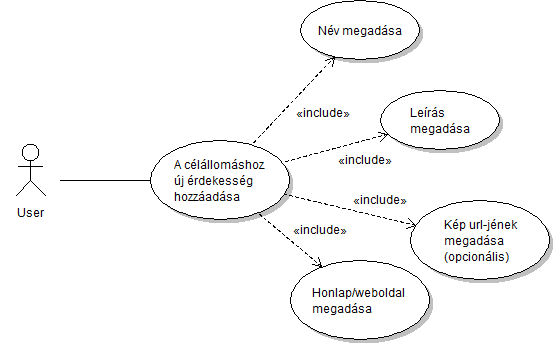 Név megadása
«include»
Leírás
megadása
«include»
A célállomáshoz
új érdekesség
hozzáadása
User
«include»
Kép url-jének
megadása
(opcionális)
«include»
Honlap/weboldal
megadása